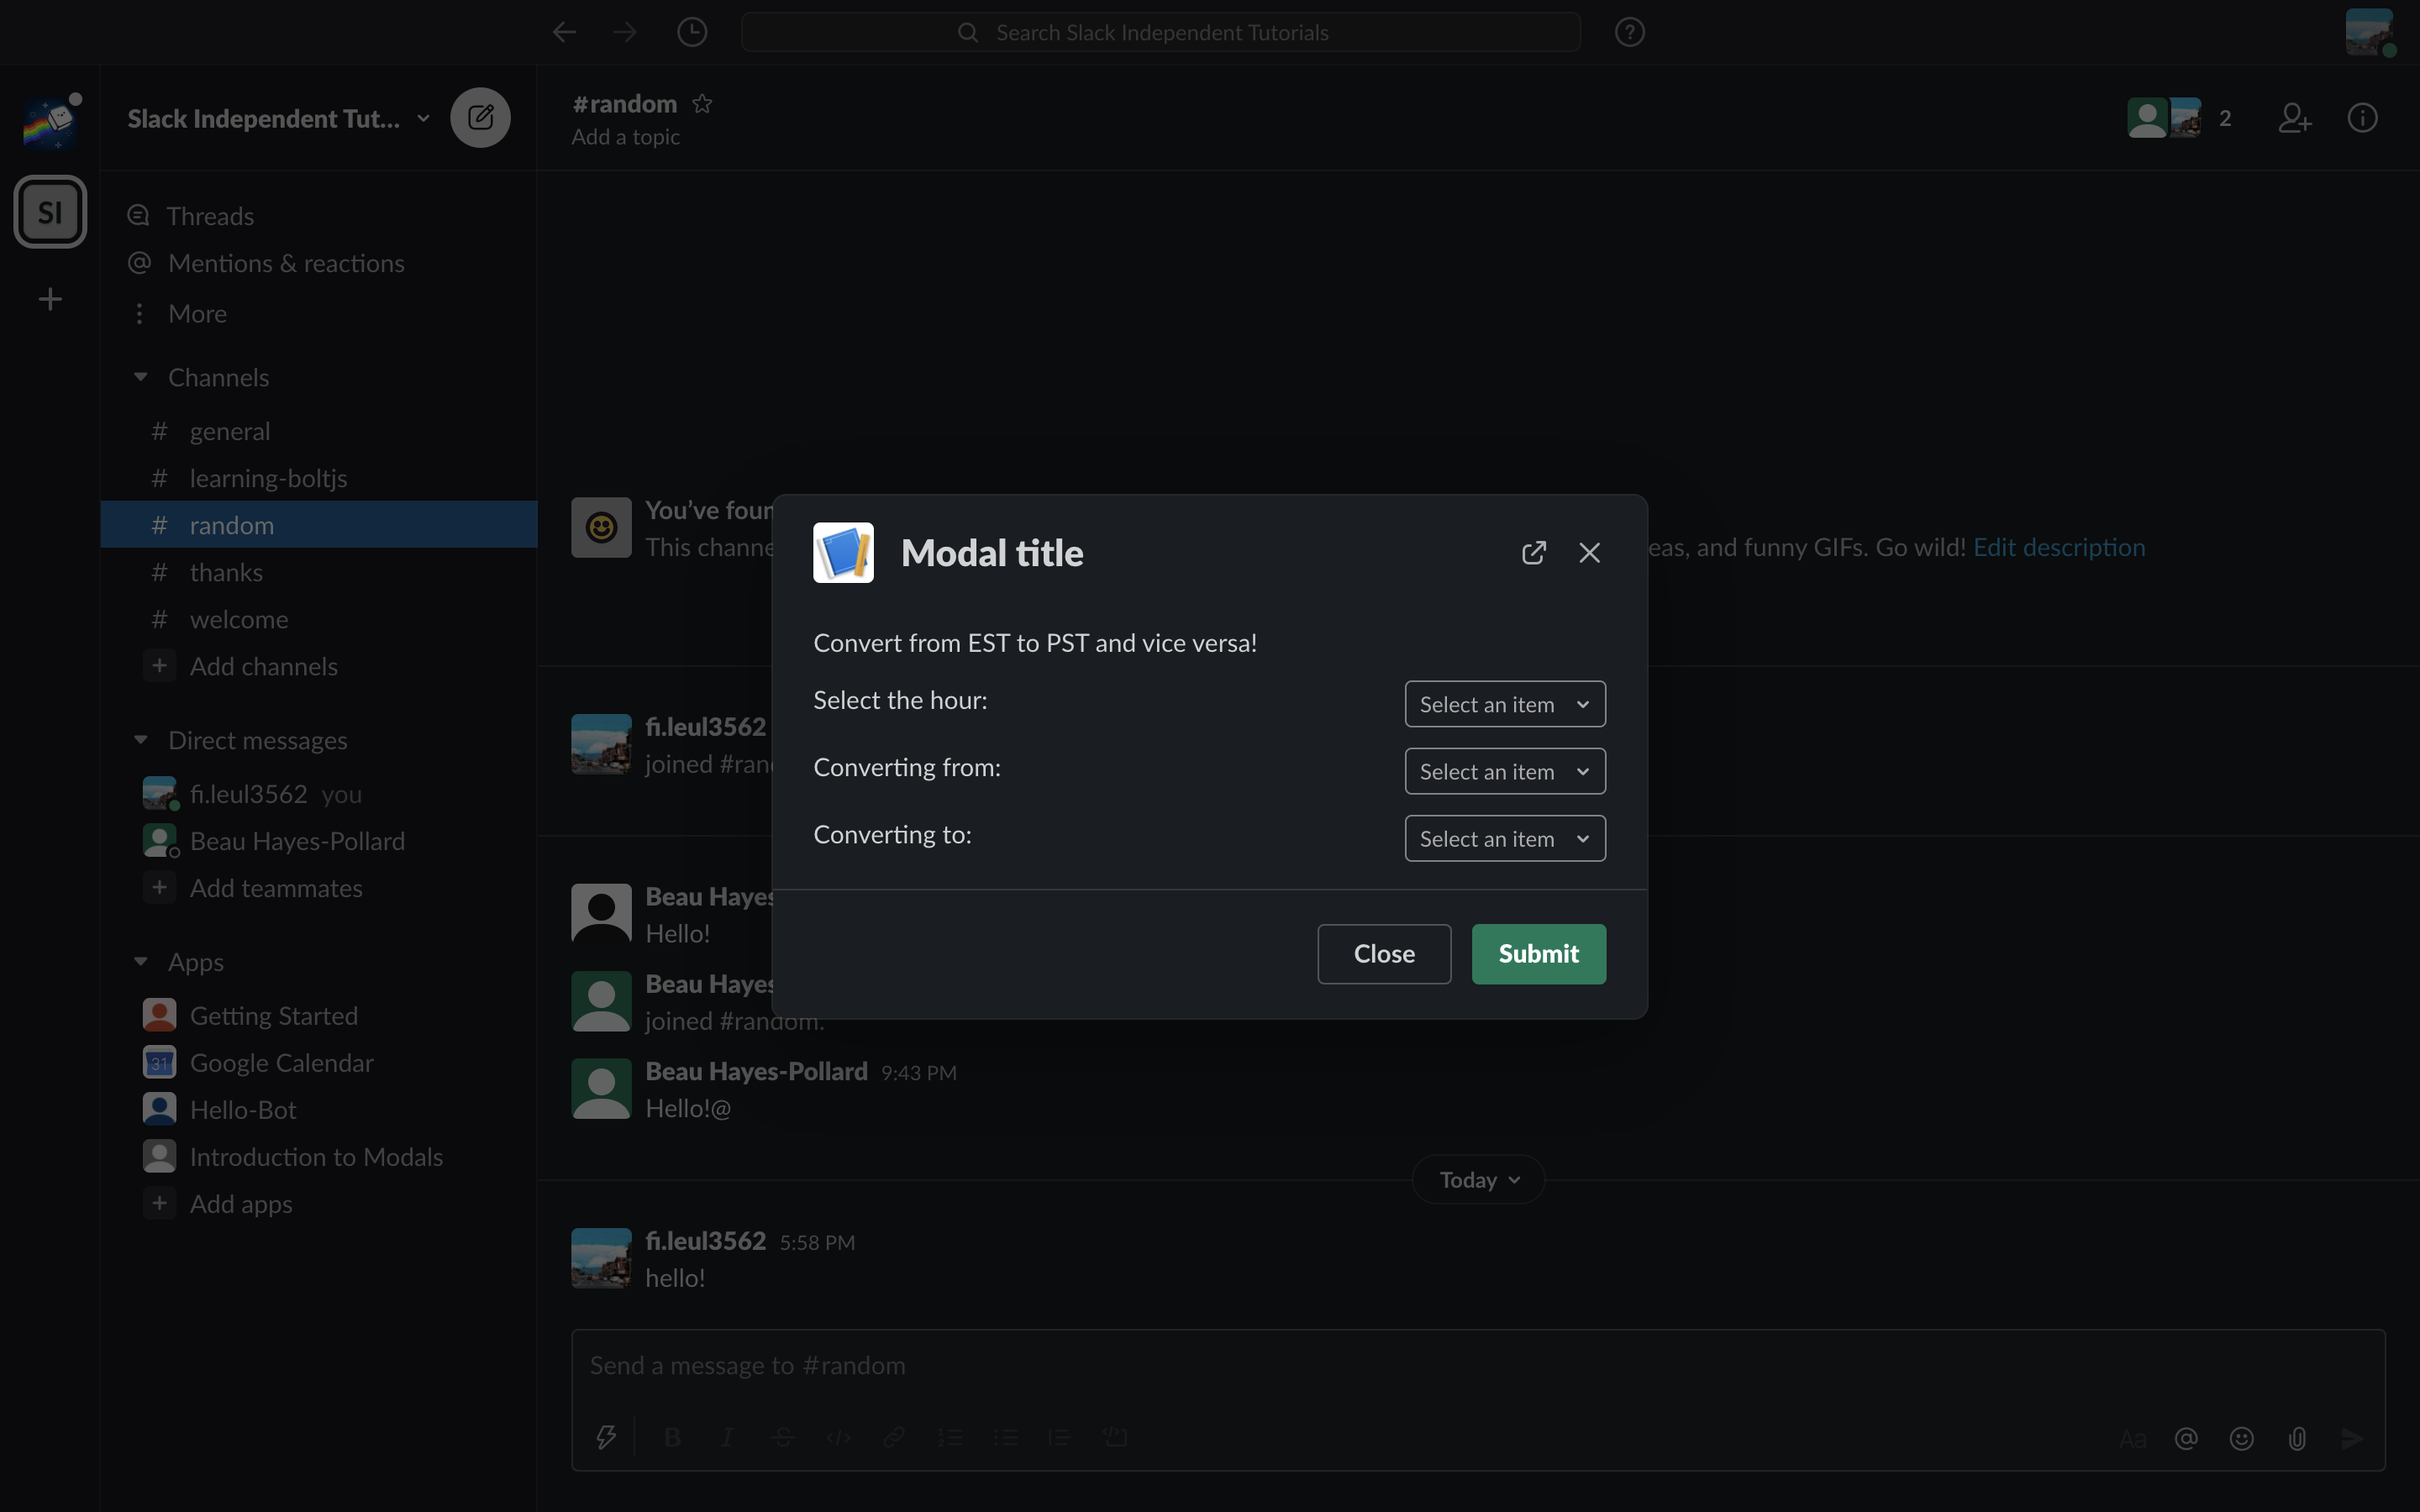 Search Slack Independent Tutorials
Slack Independent Tut...
SI
Threads
Mentions & reactions
More
Channels
# general
# learning-boltjs
# random
# thanks
# welcome
+ Add channels
Direct messages
fi.leul3562 you
Beau Hayes-Pollard
+ Add teammates
Apps
Getting Started
31 Google Calendar
Hello-Bot
Introduction to Modals
+ Add apps
#random
Add a topic
2
You’ve foun
This channe
eas, and funny GIFs. Go wild! Edit description
fi.leul3562
joined #ran
Beau Hayes
Hello!
Beau Hayes
joined #random.
Beau Hayes-Pollard 9:43 PM
Hello!@
Today
fi.leul3562 5:58 PM
hello!
Send a message to #random
B I S </> Aa @
Modal title
Convert from EST to PST and vice versa!
Select the hour: Select an item
Converting from: Select an item
Converting to: Select an item
Close Submit